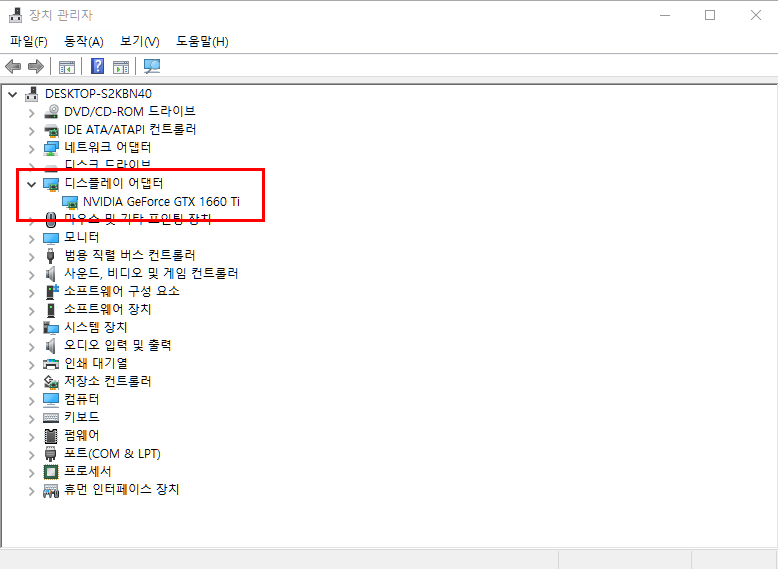 장치 관리자
파일(F) 동작(A) 보기(V) 도움말(H)
DESKTOP-S2KBN40
DVD/CD-ROM 드라이브
IDE ATA/ATAPI 컨트롤러
네트워크 어댑터
디스크 드라이브
디스플레이 어댑터
NVIDIA GeForce GTX 1660 Ti
마우스 및 기타 포인팅 장치
모니터
범용 직렬 버스 컨트롤러
사운드, 비디오 및 게임 컨트롤러
소프트웨어 구성 요소
소프트웨어 장치
시스템 장치
오디오 입력 및 출력
인쇄 대기열
저장소 컨트롤러
컴퓨터
키보드
펌웨어
포트(COM & LPT)
프로세서
휴먼 인터페이스 장치